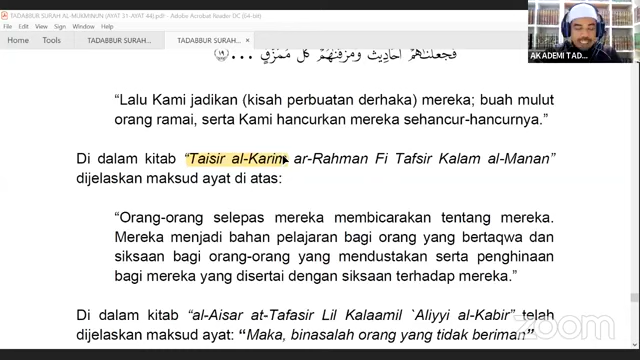 TADABBUR SURAH AL-MUKMINUN (AYAT 31-AYAT 44).pdf - Adobe Acrobat Reader DC (64-bit)
File Edit View Sign Window Help
Home Tools TADABBUR SURAH... TADABBUR SURAH... ×
AKADEMI TAD...
فَجَعَلْنَاهُمْ أَحَادِيثَ وَمَزَّقْنَاهُمْ كُلَّ مُمَزَّقٍ ... ﴿١٩﴾
“Lalu Kami jadikan (kisah perbuatan derhaka) mereka; buah mulut
orang ramai, serta Kami hancurkan mereka sehancur-hancurnya.”
Di dalam kitab “Taisir al-Karim ar-Rahman Fi Tafsir Kalam al-Manan”
dijelaskan maksud ayat di atas:
“Orang-orang selepas mereka membicarakan tentang mereka.
Mereka menjadi bahan pelajaran bagi orang yang bertaqwa dan
siksaan bagi orang-orang yang mendustakan serta penghinaan
bagi mereka yang disertai dengan siksaan terhadap mereka.”
Di dalam kitab “al-Aisar at-Tafasir Lil Kalaamil `Aliyyi al-Kabir” telah
dijelaskan maksud ayat: “Maka, binasalah orang yang tidak beriman”
zoom